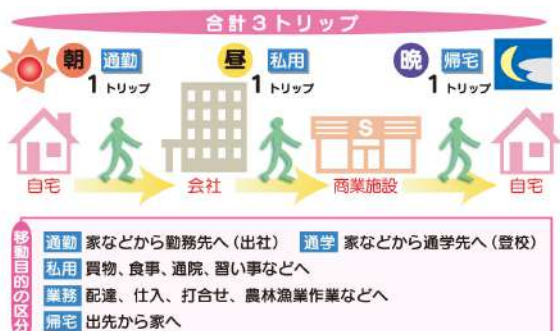 合計3トリップ
朝 通勤 昼 私用 晩 帰宅
1 トリップ 1 トリップ 1 トリップ
S
自宅 会社 商業施設 自宅
移動目的の区分
通勤 家などから勤務先へ(出社) 通学 家などから通学先へ(登校)
私用 買物、食事、通院、習い事などへ
業務 配達、仕入、打合せ、農林漁業作業などへ
帰宅 出先から家へ